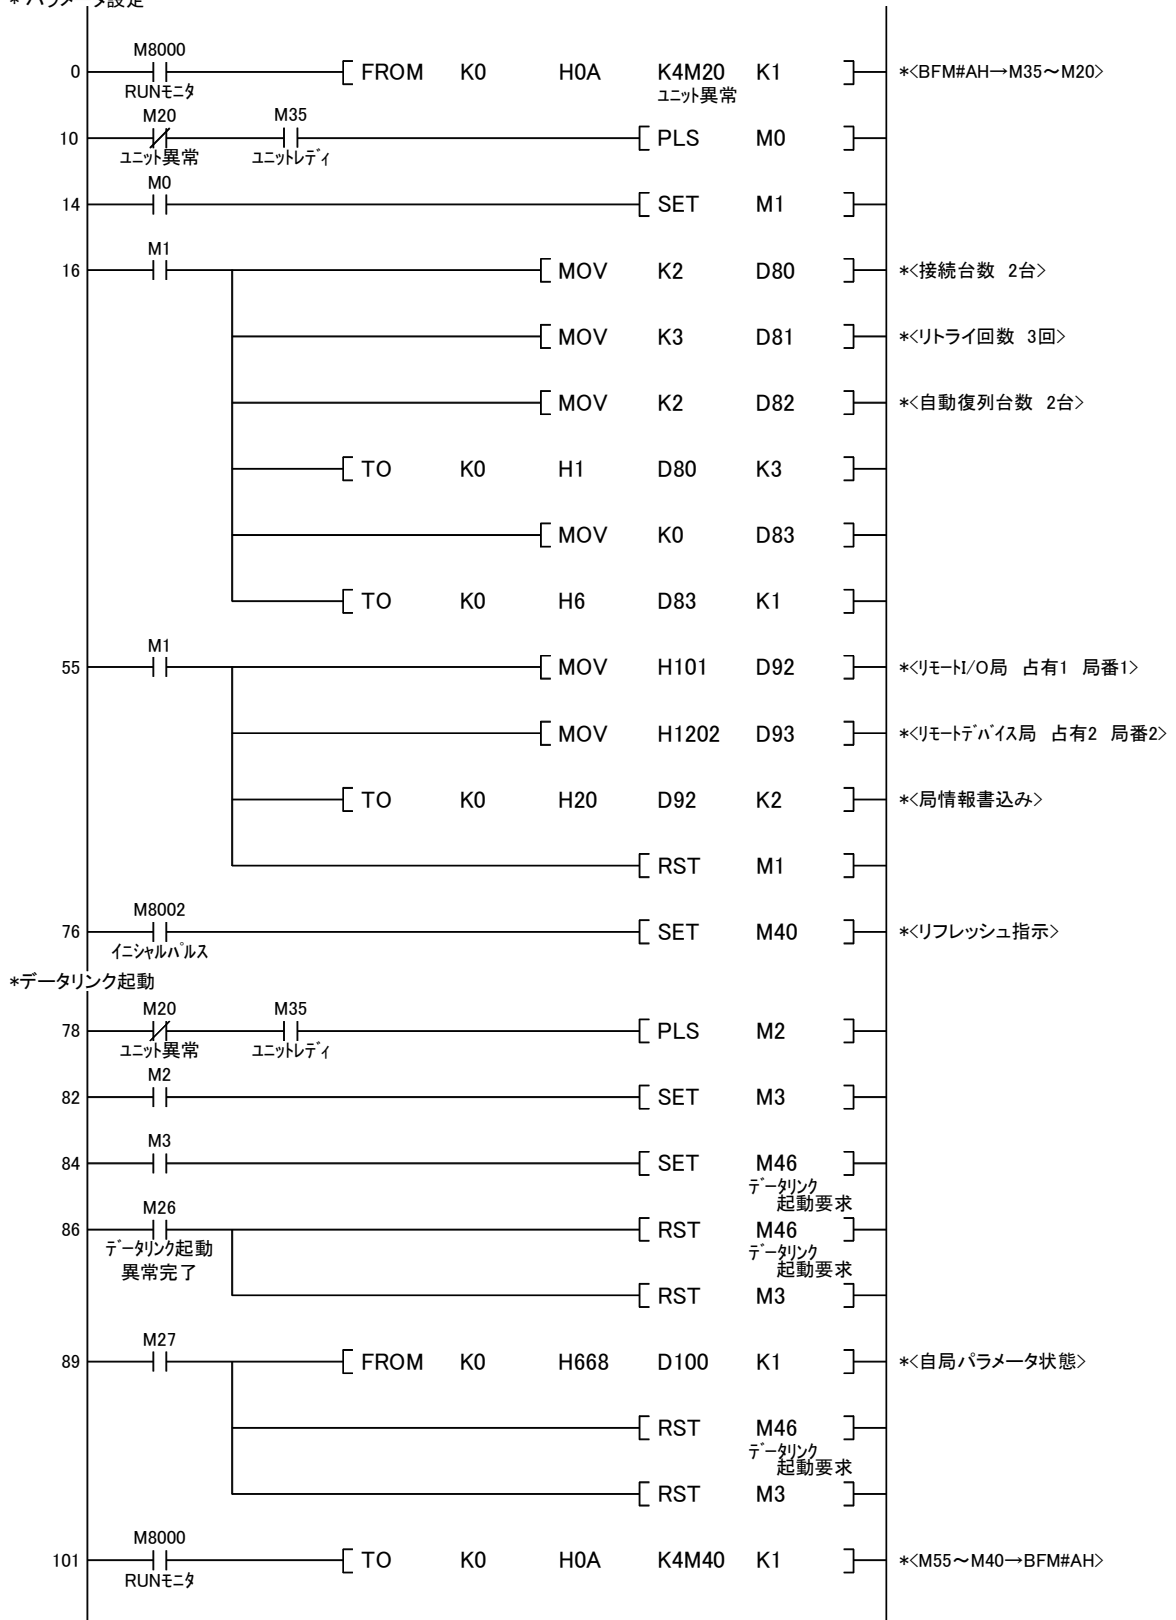 *パラメータ設定
M8000
0 FROM K0 H0A K4M20 K1 *<BFM#AH→M35～M20>
RUNモニタ ユニット異常
M20 M35
10 PLS M0
ユニット異常 ユニットレディ
M0
14 SET M1
M1
16 MOV K2 D80 *<接続台数 2台>
MOV K3 D81 *<リトライ回数 3回>
MOV K2 D82 *<自動復列台数 2台>
TO K0 H1 D80 K3
MOV K0 D83
TO K0 H6 D83 K1
M1
55 MOV H101 D92 *<リモートI/O局 占有1 局番1>
MOV H1202 D93 *<リモートデバイス局 占有2 局番2>
TO K0 H20 D92 K2 *<局情報書込み>
RST M1
M8002
76 SET M40 *<リフレッシュ指示>
イニシャルパルス
*データリンク起動
M20 M35
78 PLS M2
ユニット異常 ユニットレディ
M2
82 SET M3
M3
84 SET M46
データリンク
起動要求
M26
86 RST M46
データリンク起動 データリンク
異常完了 起動要求
RST M3
M27
89 FROM K0 H668 D100 K1 *<自局パラメータ状態>
RST M46
データリンク
起動要求
RST M3
M8000
101 TO K0 H0A K4M40 K1 *<M55～M40→BFM#AH>
RUNモニタ